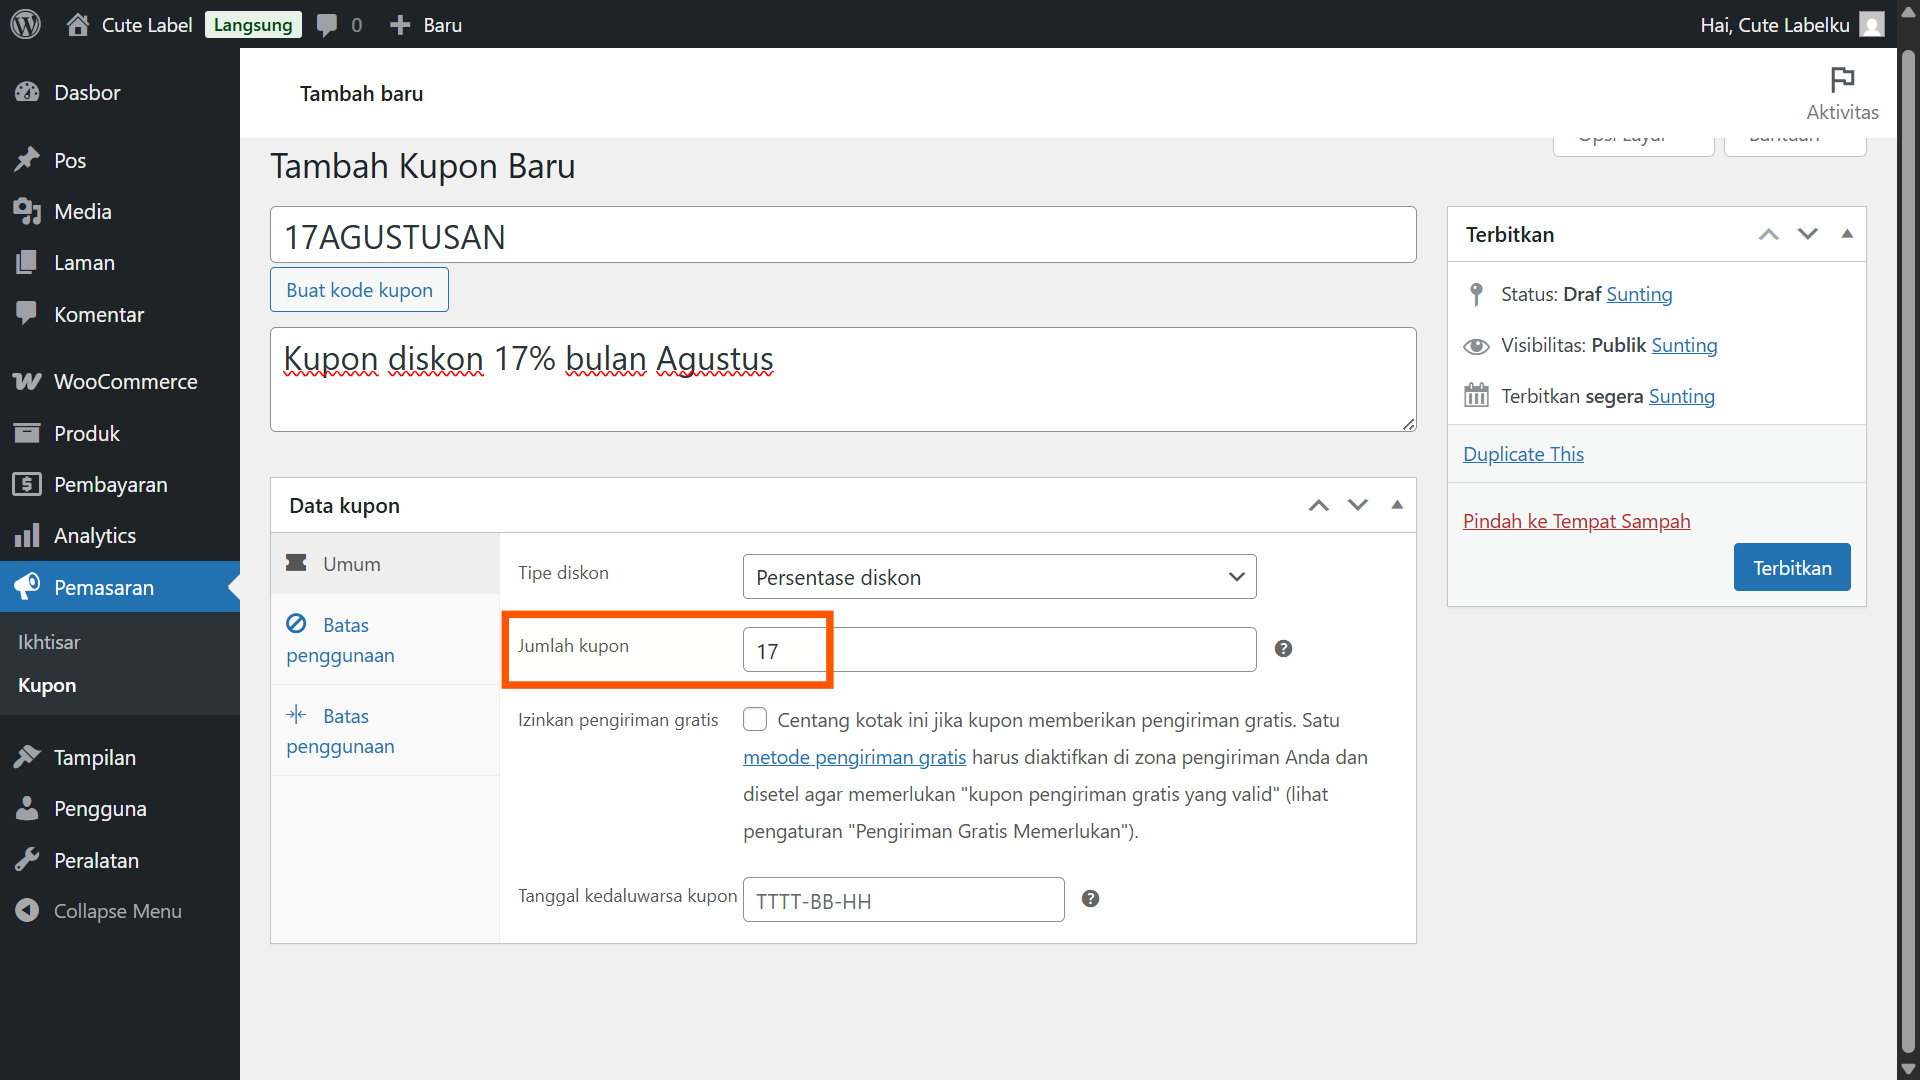 Cute Label
Langsung
0
Baru
Hai, Cute Labelku
Dasbor
Pos
Media
Laman
Komentar
WooCommerce
Produk
Pembayaran
Analytics
Pemasaran
Ikhtisar
Kupon
Tampilan
Pengguna
Peralatan
Collapse Menu
Tambah baru
Aktivitas
Opsi Layar
Bantuan
Tambah Kupon Baru
17AGUSTUSAN
Buat kode kupon
Kupon diskon 17% bulan Agustus
Data kupon
Umum
Batas
penggunaan
Batas
penggunaan
Tipe diskon
Persentase diskon
Jumlah kupon
17
Izinkan pengiriman gratis
Centang kotak ini jika kupon memberikan pengiriman gratis. Satu
metode pengiriman gratis harus diaktifkan di zona pengiriman Anda dan
disetel agar memerlukan "kupon pengiriman gratis yang valid" (lihat
pengaturan "Pengiriman Gratis Memerlukan").
Tanggal kedaluwarsa kupon
TTTT-BB-HH
Terbitkan
Status: Draf Sunting
Visibilitas: Publik Sunting
Terbitkan segera Sunting
Duplicate This
Pindah ke Tempat Sampah
Terbitkan